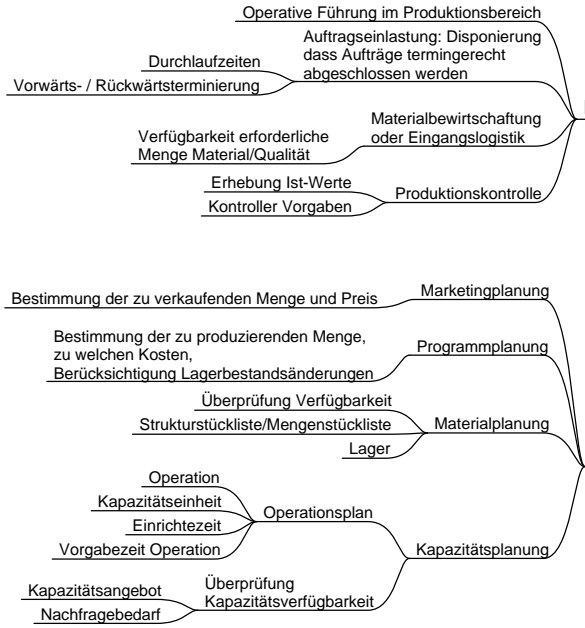 Operative Führung im Produktionsbereich
Auftragseinlastung: Disponierung
dass Aufträge termingerecht
abgeschlossen werden
Durchlaufzeiten
Vorwärts- / Rückwärtsterminierung
Materialbewirtschaftung
oder Eingangslogistik
Verfügbarkeit erforderliche
Menge Material/Qualität
Produktionskontrolle
Erhebung Ist-Werte
Kontroller Vorgaben
Marketingplanung
Bestimmung der zu verkaufenden Menge und Preis
Programmplanung
Bestimmung der zu produzierenden Menge,
zu welchen Kosten,
Berücksichtigung Lagerbestandsänderungen
Materialplanung
Überprüfung Verfügbarkeit
Strukturstückliste/Mengenstückliste
Lager
Kapazitätsplanung
Operationsplan
Operation
Kapazitätseinheit
Einrichtezeit
Vorgabezeit Operation
Überprüfung
Kapazitätsverfügbarkeit
Kapazitätsangebot
Nachfragebedarf